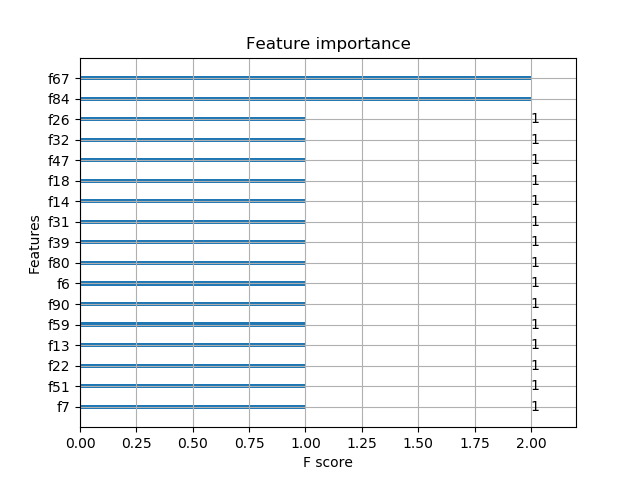 Feature importance
Features
f67
f84
f26 1
f32 1
f47 1
f18 1
f14 1
f31 1
f39 1
f80 1
f6 1
f90 1
f59 1
f13 1
f22 1
f51 1
f7 1
0.00 0.25 0.50 0.75 1.00 1.25 1.50 1.75 2.00
F score